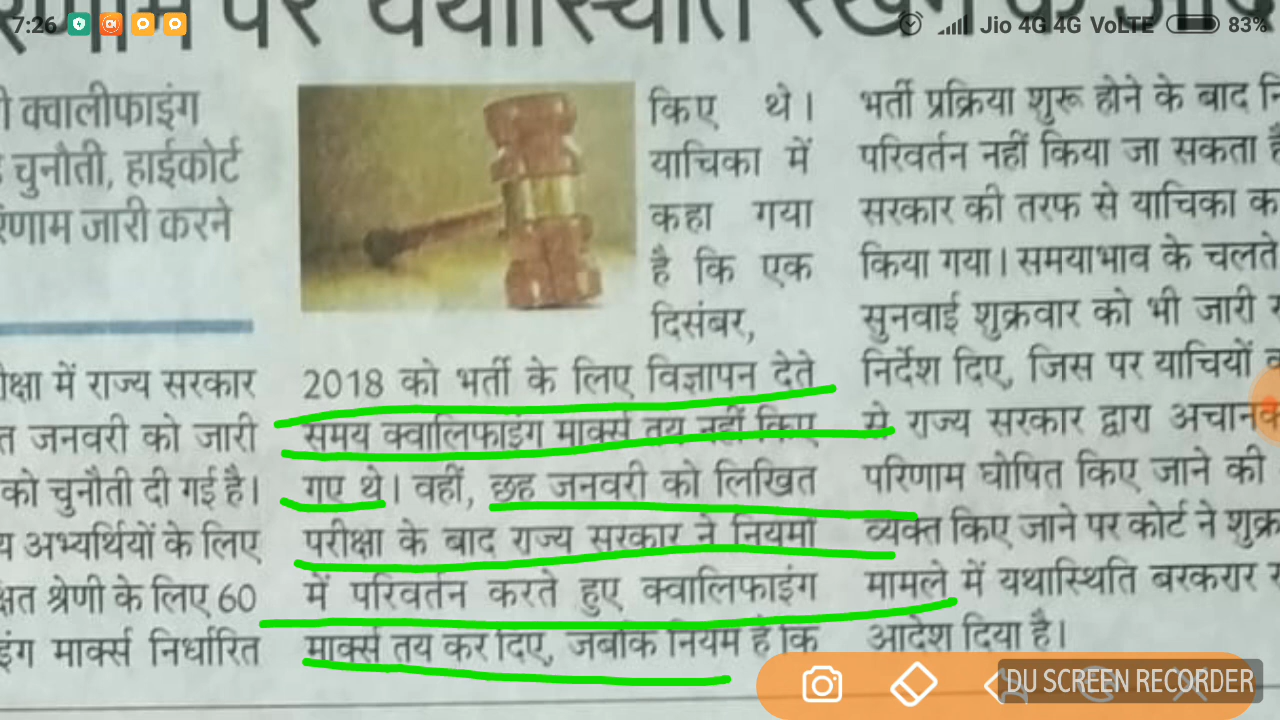 7:26
Jio 4G 4G VoLTE 83%
पर यथास्थिति
क्वालीफाइंग
चुनौती, हाईकोर्ट
जारी करने
में राज्य सरकार
जनवरी को जारी
को चुनौती दी गई है।
अभ्यर्थियों के लिए
श्रेणी के लिए 60
मार्क्स निर्धारित
किए थे।
याचिका में
कहा गया
है कि एक
दिसंबर,
2018 को भर्ती के लिए विज्ञापन देते
समय क्वालिफाइंग मार्क्स तय नहीं किए
गए थे। वहीं, छह जनवरी को लिखित
परीक्षा के बाद राज्य सरकार ने नियमों
में परिवर्तन करते हुए क्वालिफाइंग
मार्क्स तय कर दिए, जबकि नियम है कि
भर्ती प्रक्रिया शुरू होने के बाद
परिवर्तन नहीं किया जा सकता
सरकार की तरफ से याचिका
किया गया। समयाभाव के चलते
सुनवाई शुक्रवार को भी जारी
निर्देश दिए, जिस पर याचियों
से राज्य सरकार द्वारा
परिणाम घोषित किए जाने की
व्यक्त किए जाने पर कोर्ट ने
मामले में यथास्थिति बरकरार
आदेश दिया है।
DU SCREEN RECORDER